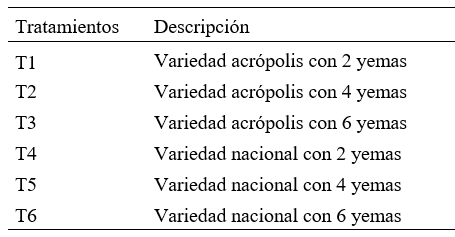 Tratamientos Descripción
T1 Variedad acrópolis con 2 yemas
T2 Variedad acrópolis con 4 yemas
T3 Variedad acrópolis con 6 yemas
T4 Variedad nacional con 2 yemas
T5 Variedad nacional con 4 yemas
T6 Variedad nacional con 6 yemas